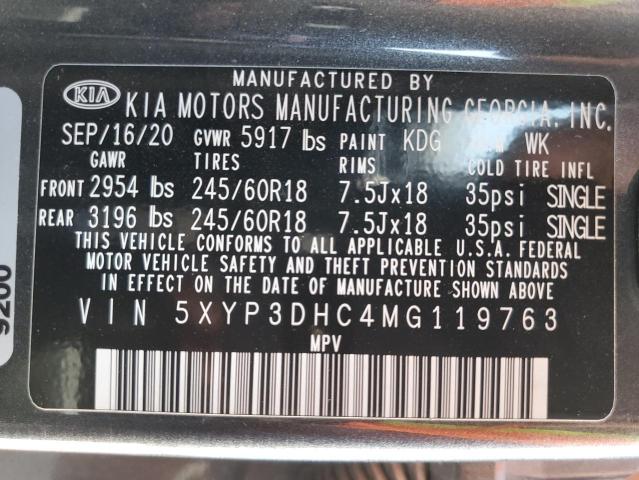 MANUFACTURED BY
KIA KIA MOTORS MANUFACTURING GEORGIA, INC.
SEP/16/20 GVWR 5917 lbs PAINT KDG WK
GAWR TIRES RIMS COLD TIRE INFL
FRONT 2954 lbs 245/60R18 7.5Jx18 35psi SINGLE
REAR 3196 lbs 245/60R18 7.5Jx18 35psi SINGLE
THIS VEHICLE CONFORMS TO ALL APPLICABLE U.S.A. FEDERAL
MOTOR VEHICLE SAFETY AND THEFT PREVENTION STANDARDS
IN EFFECT ON THE DATE OF MANUFACTURE SHOWN ABOVE
VIN 5XYP3DHC4MG119763
MPV
9200